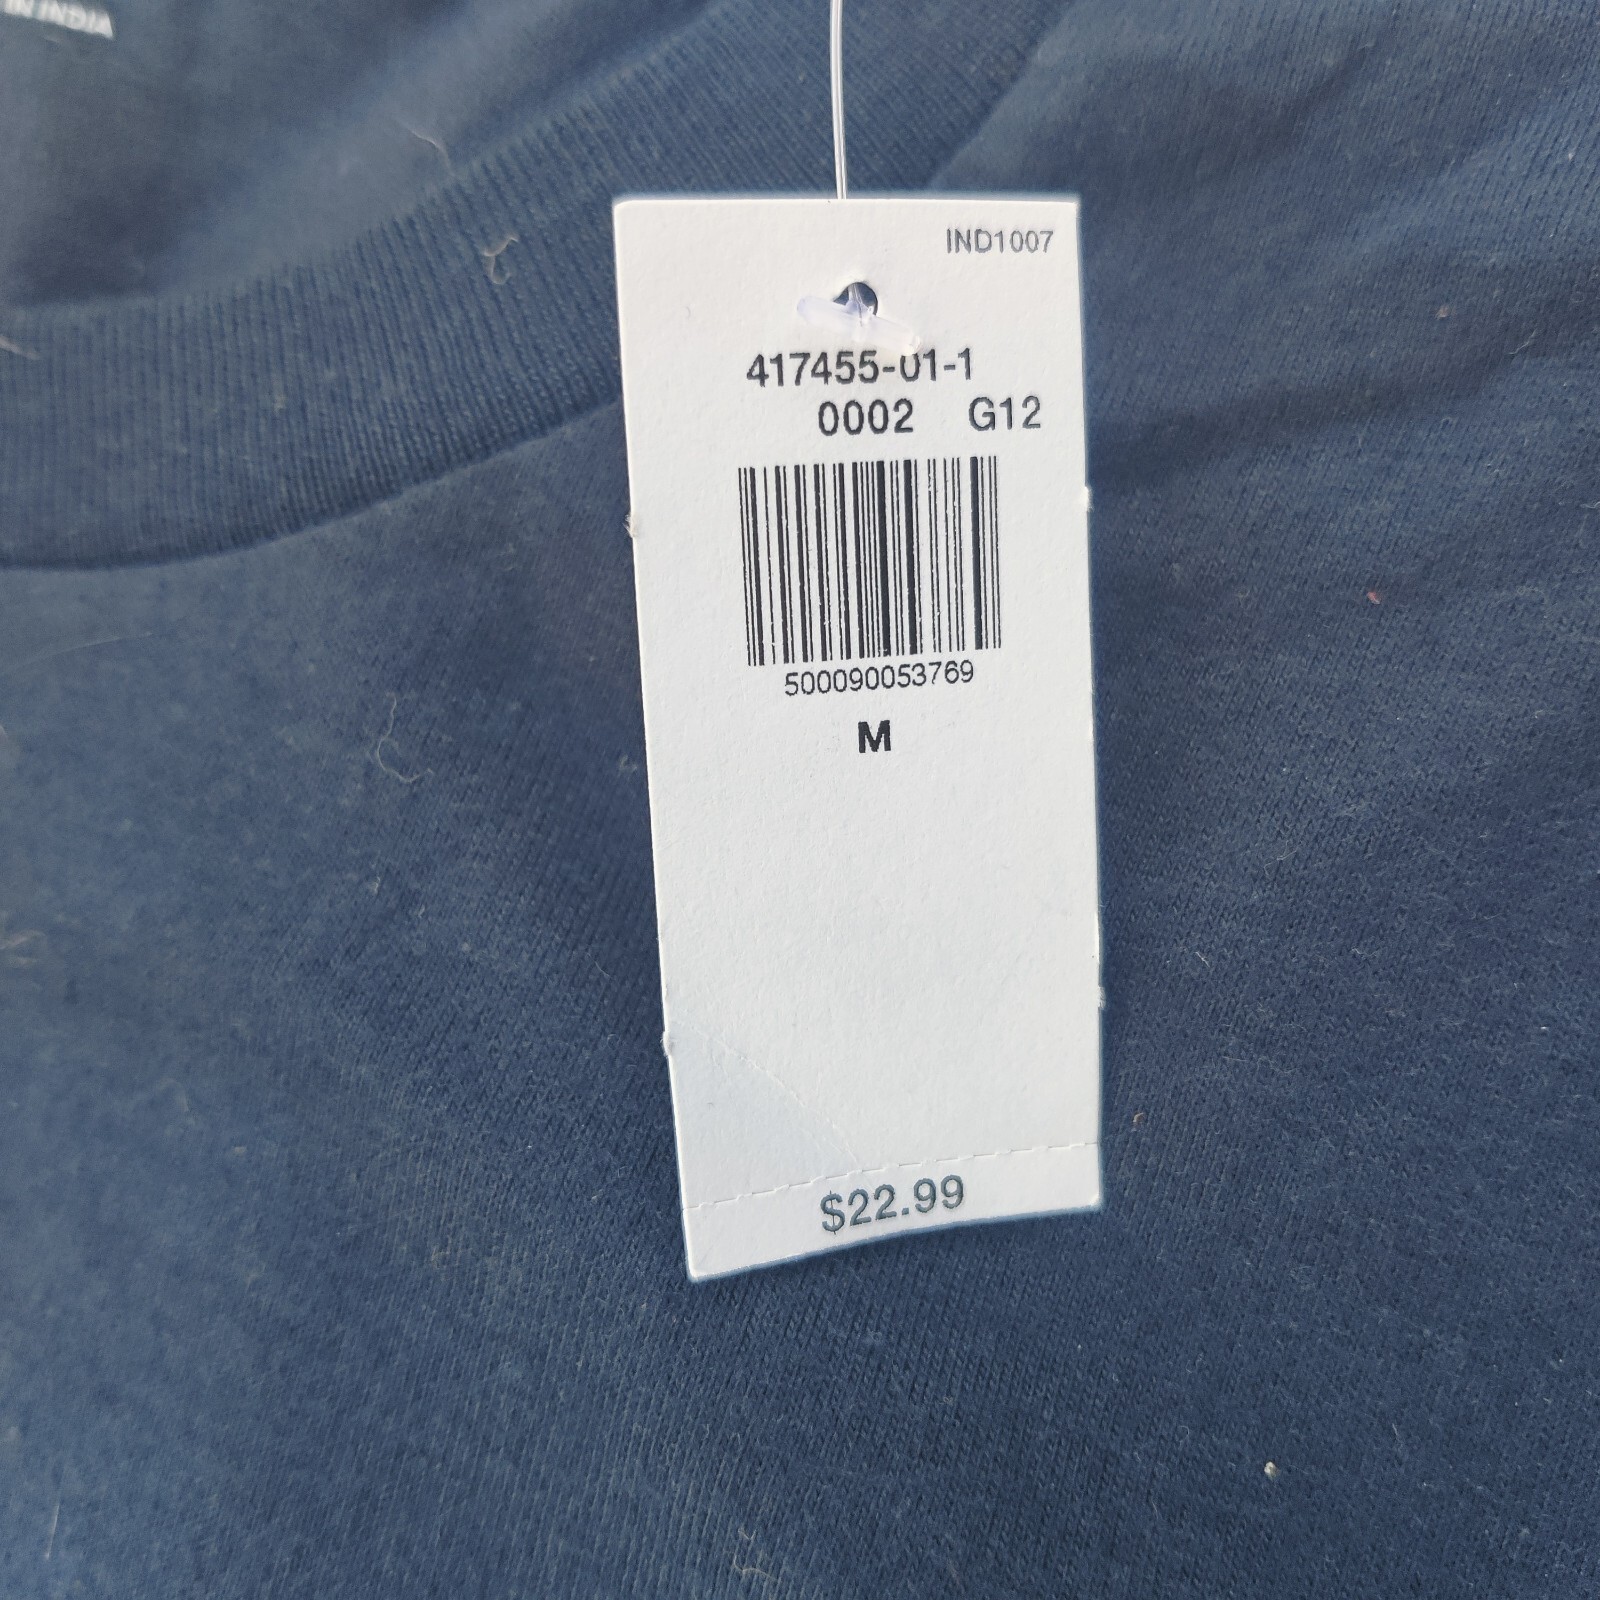 IND1007
417455-01-1
0002 G12
500090053769
M
$22.99